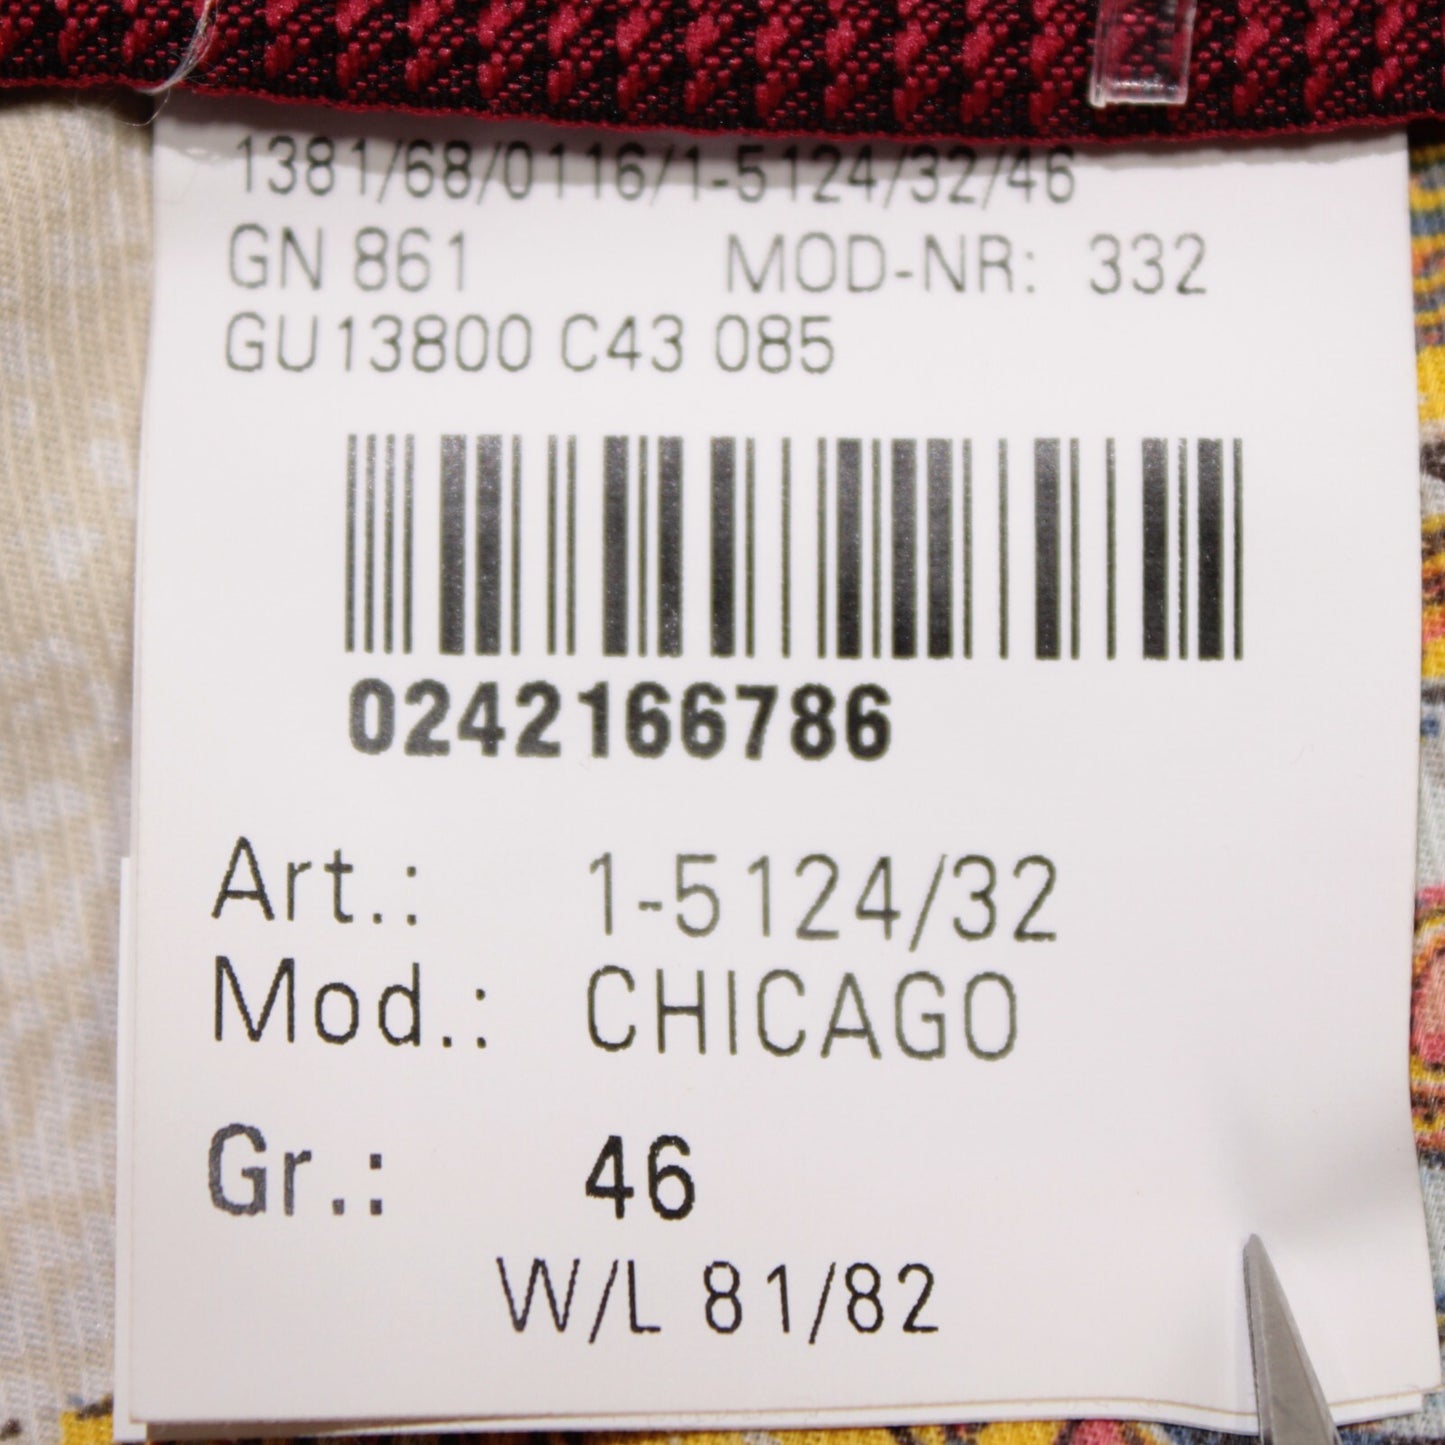 1381/68/0116/1-5124/32/46
GN 861 MOD-NR: 332
GU13800 C43 085
0242166786
Art.: 1-5124/32
Mod.: CHICAGO
Gr.: 46
W/L 81/82